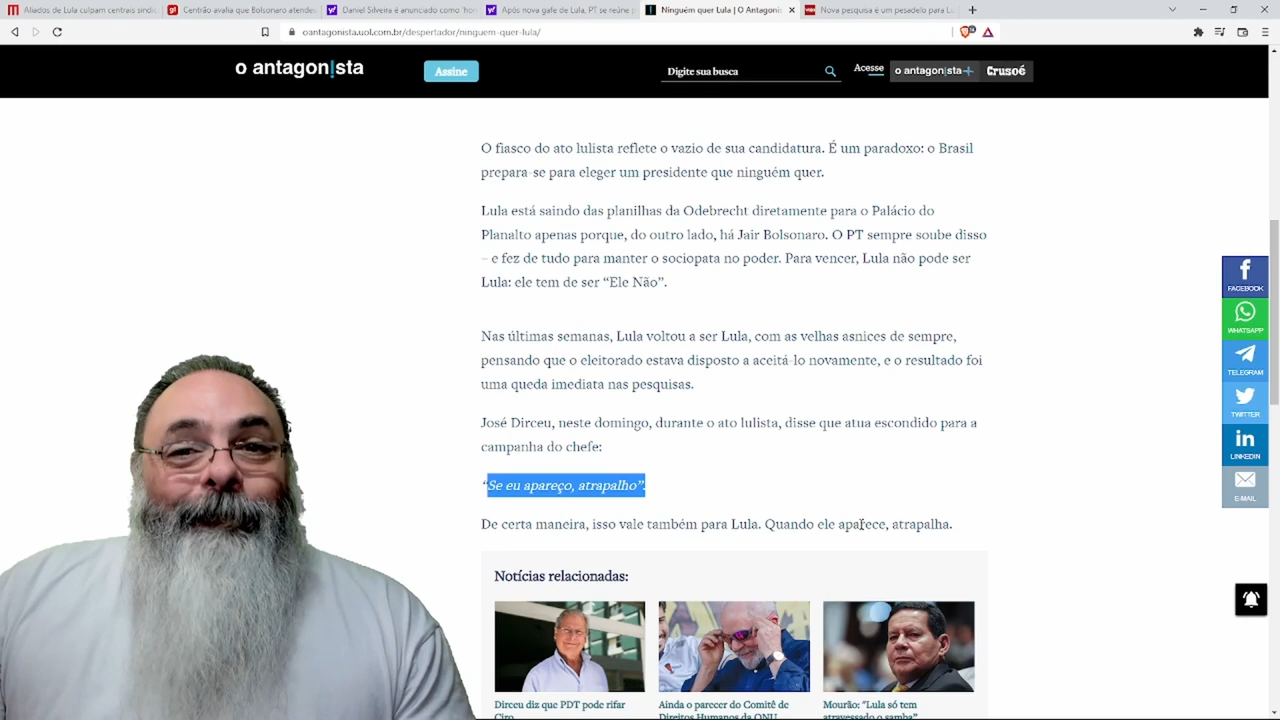 Aliados de Lula culpam centrais sindic
Centrão avalia que Bolsonaro atendeu
Daniel Silveira é anunciado como 'hon
Após nova gafe de Lula, PT se reúne p
Ninguém quer Lula | O Antagonis
Nova pesquisa é um pesadelo para Lu
oantagonista.uol.com.br/despertador/ninguem-quer-lula/
o antagon!sta
Assine
Digite sua busca
Acesse
o antagon|sta+
Crusoé
O fiasco do ato lulista reflete o vazio de sua candidatura. É um paradoxo: o Brasil
prepara-se para eleger um presidente que ninguém quer.
Lula está saindo das planilhas da Odebrecht diretamente para o Palácio do
Planalto apenas porque, do outro lado, há Jair Bolsonaro. O PT sempre soube disso
– e fez de tudo para manter o sociopata no poder. Para vencer, Lula não pode ser
Lula: ele tem de ser “Ele Não”.
Nas últimas semanas, Lula voltou a ser Lula, com as velhas asnices de sempre,
pensando que o eleitorado estava disposto a aceitá-lo novamente, e o resultado foi
uma queda imediata nas pesquisas.
José Dirceu, neste domingo, durante o ato lulista, disse que atua escondido para a
campanha do chefe:
“Se eu apareço, atrapalho”.
De certa maneira, isso vale também para Lula. Quando ele aparece, atrapalha.
Notícias relacionadas:
Dirceu diz que PDT pode rifar
Ciro
Ainda o parecer do Comitê de
Direitos Humanos da ONU
Mourão: "Lula só tem
atravessado o samba"
FACEBOOK
WHATSAPP
TELEGRAM
TWITTER
LINKEDIN
E-MAIL